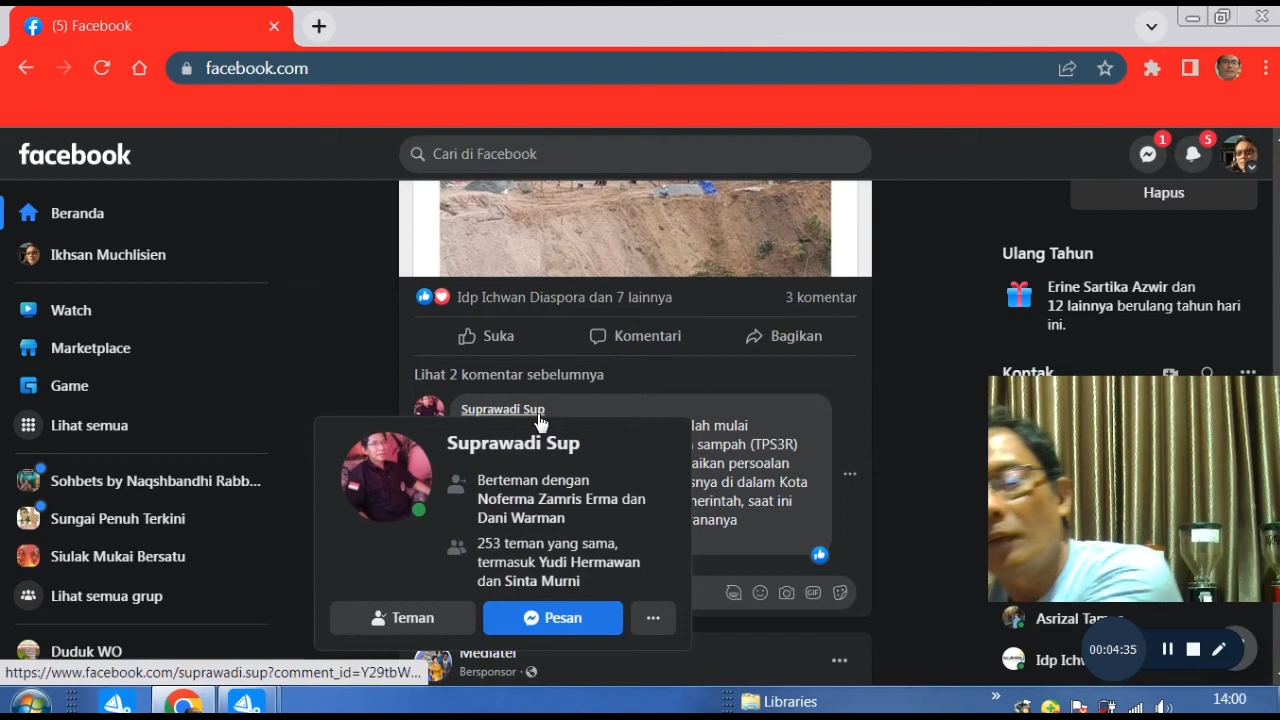 (5) Facebook
facebook.com
facebook
Cari di Facebook
1
5
Beranda
Ikhsan Muchlisien
Watch
Marketplace
Game
Lihat semua
Sohbets by Naqshbandhi Rabb...
Sungai Penuh Terkini
Siulak Mukai Bersatu
Lihat semua grup
Duduk WO
Idp Ichwan Diaspora dan 7 lainnya
3 komentar
Suka
Komentari
Bagikan
Lihat 2 komentar sebelumnya
Suprawadi Sup
lah mulai
sampah (TPS3R)
aikan persoalan
snya di dalam Kota
merintah, saat ini
rananya
Suprawadi Sup
Berteman dengan
Noferma Zamris Erma dan
Dani Warman
253 teman yang sama,
termasuk Yudi Hermawan
dan Sinta Murni
Teman
Pesan
GIF
Mediatel
Bersponsor
Hapus
Ulang Tahun
Erine Sartika Azwir dan
12 lainnya berulang tahun hari
ini.
Kontak
Asrizal
Idp
00:04:35
https://www.facebook.com/suprawadi.sup?comment_id=Y29tbW...
Libraries
14:00